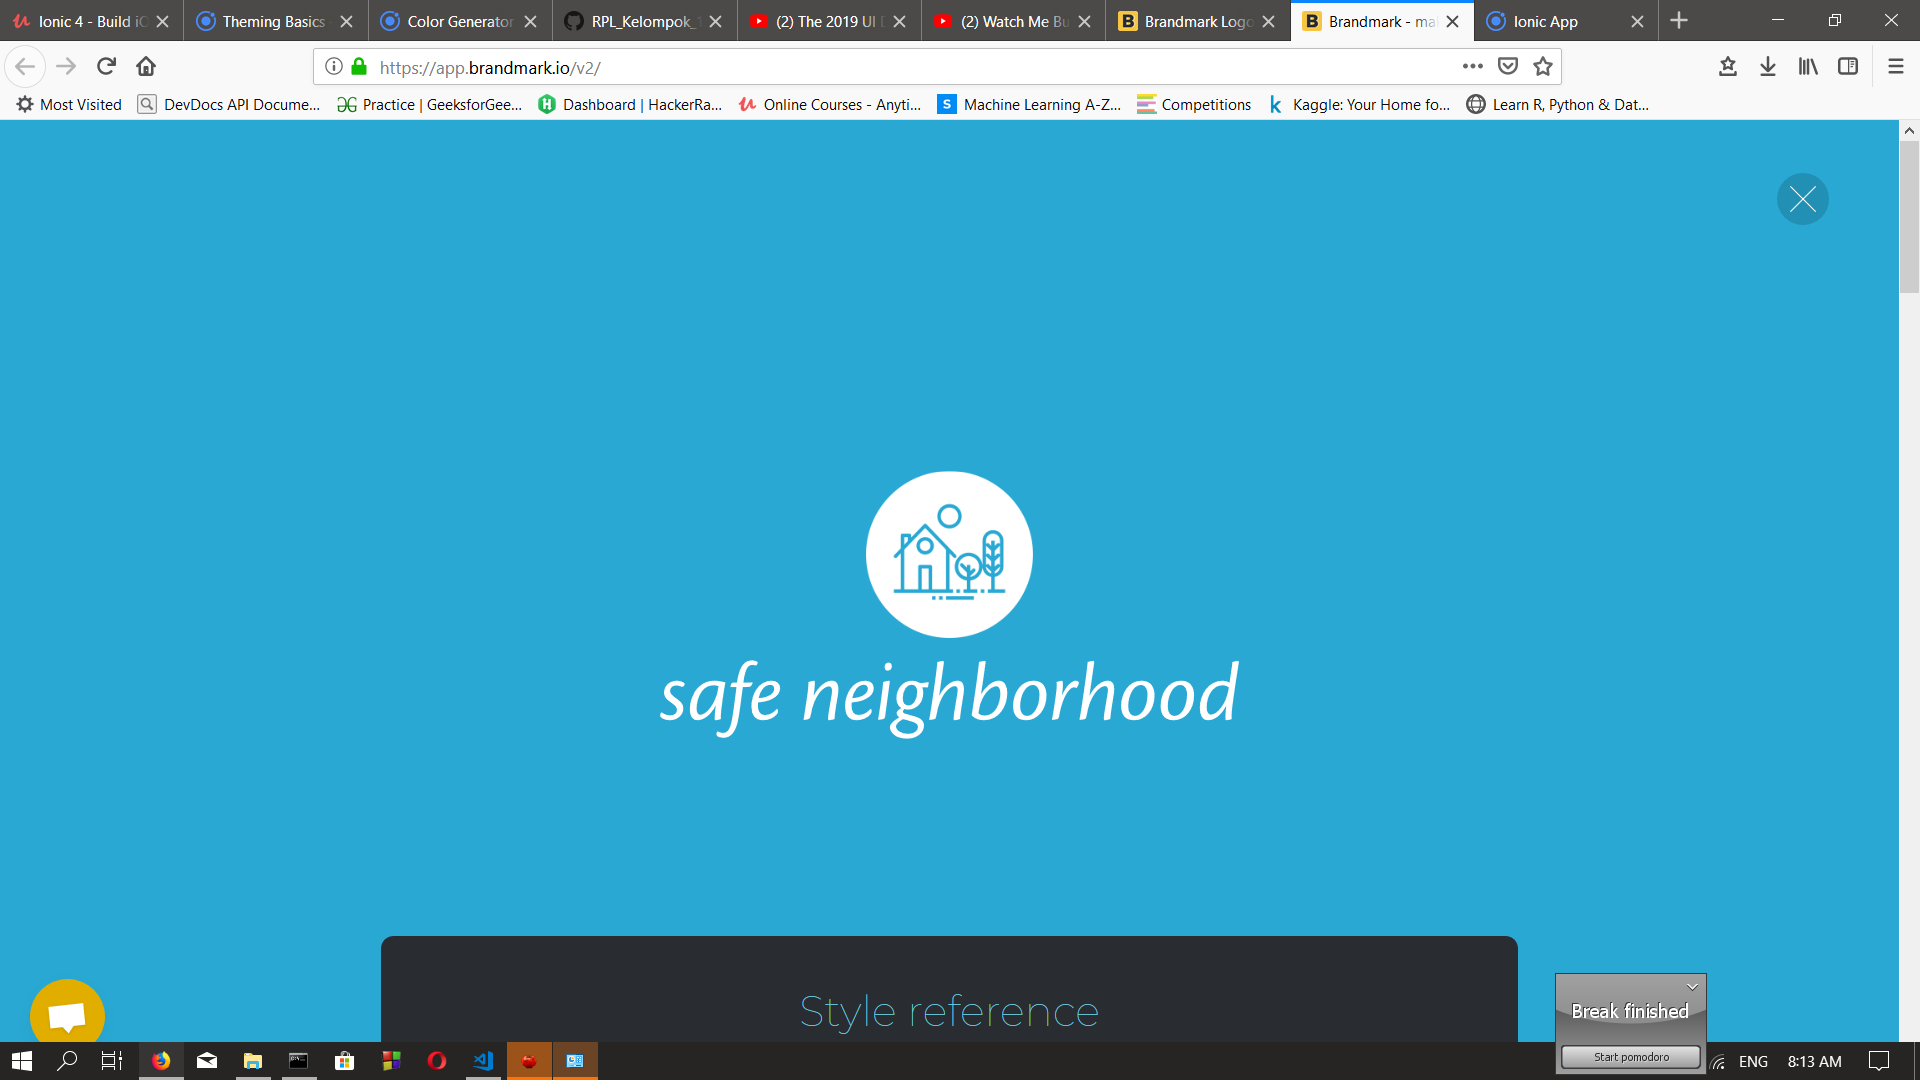 Ionic 4 - Build iO
Theming Basics
Color Generator
RPL_Kelompok_
(2) The 2019 UI
(2) Watch Me Bu
Brandmark Logo
Brandmark - ma
Ionic App
https://app.brandmark.io/v2/
Most Visited
DevDocs API Docume...
Practice | GeeksforGee...
Dashboard | HackerRa...
Online Courses - Anyti...
Machine Learning A-Z...
Competitions
Kaggle: Your Home fo...
Learn R, Python & Dat...
safe neighborhood
Style reference
Break finished
Start pomodoro
ENG
8:13 AM